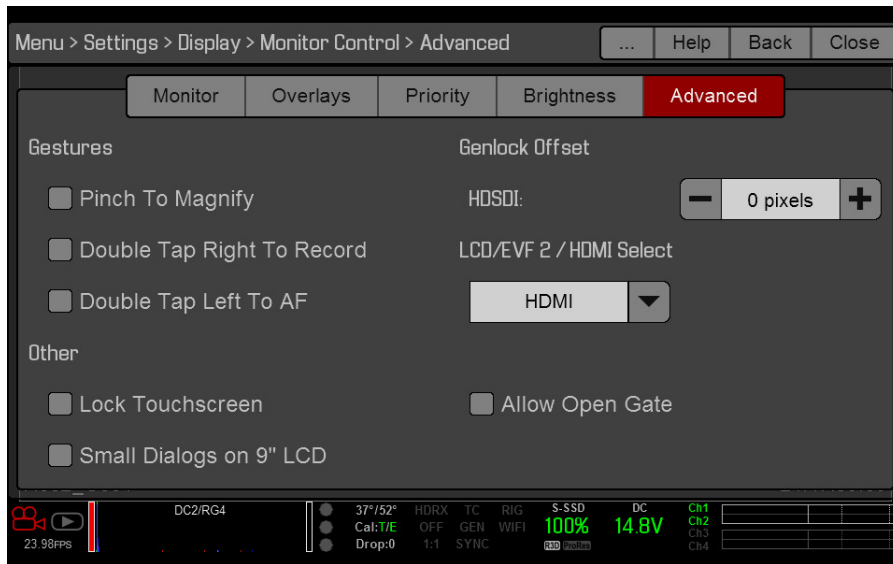 Menu > Settings > Display > Monitor Control > Advanced
... Help Back Close
Monitor Overlays Priority Brightness Advanced
Gestures
Pinch To Magnify
Double Tap Right To Record
Double Tap Left To AF
Genlock Offset
HDSDI: 0 pixels
LCD/EVF 2 / HDMI Select
HDMI
Other
Lock Touchscreen
Allow Open Gate
Small Dialogs on 9" LCD
DC2/RG4 37°/52° HDRX TC RIG S-SSD DC Ch1
Cal:T/E OFF GEN WIFI 100% 14.8V Ch2
Ch3
23.98FPS Drop:0 1:1 SYNC R3D ProRes Ch4